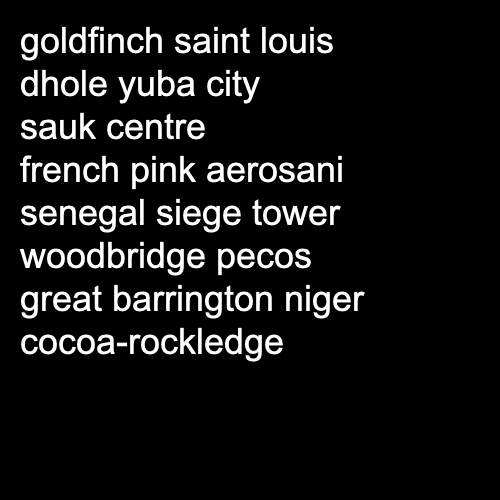 goldfinch saint louis
dhole yuba city
sauk centre
french pink aerosani
senegal siege tower
woodbridge pecos
great barrington niger
cocoa-rockledge